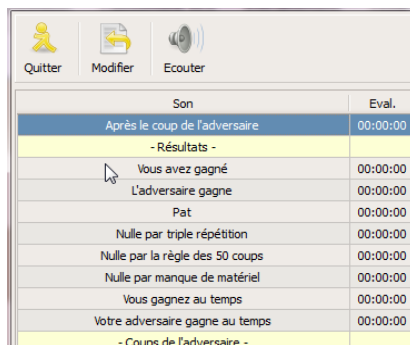 Quitter Modifier Ecouter
Son Eval.
Après le coup de l'adversaire 00:00:00
- Résultats -
Vous avez gagné 00:00:00
L'adversaire gagne 00:00:00
Pat 00:00:00
Nulle par triple répétition 00:00:00
Nulle par la règle des 50 coups 00:00:00
Nulle par manque de matériel 00:00:00
Vous gagnez au temps 00:00:00
Votre adversaire gagne au temps 00:00:00
- Coups de l'adversaire -